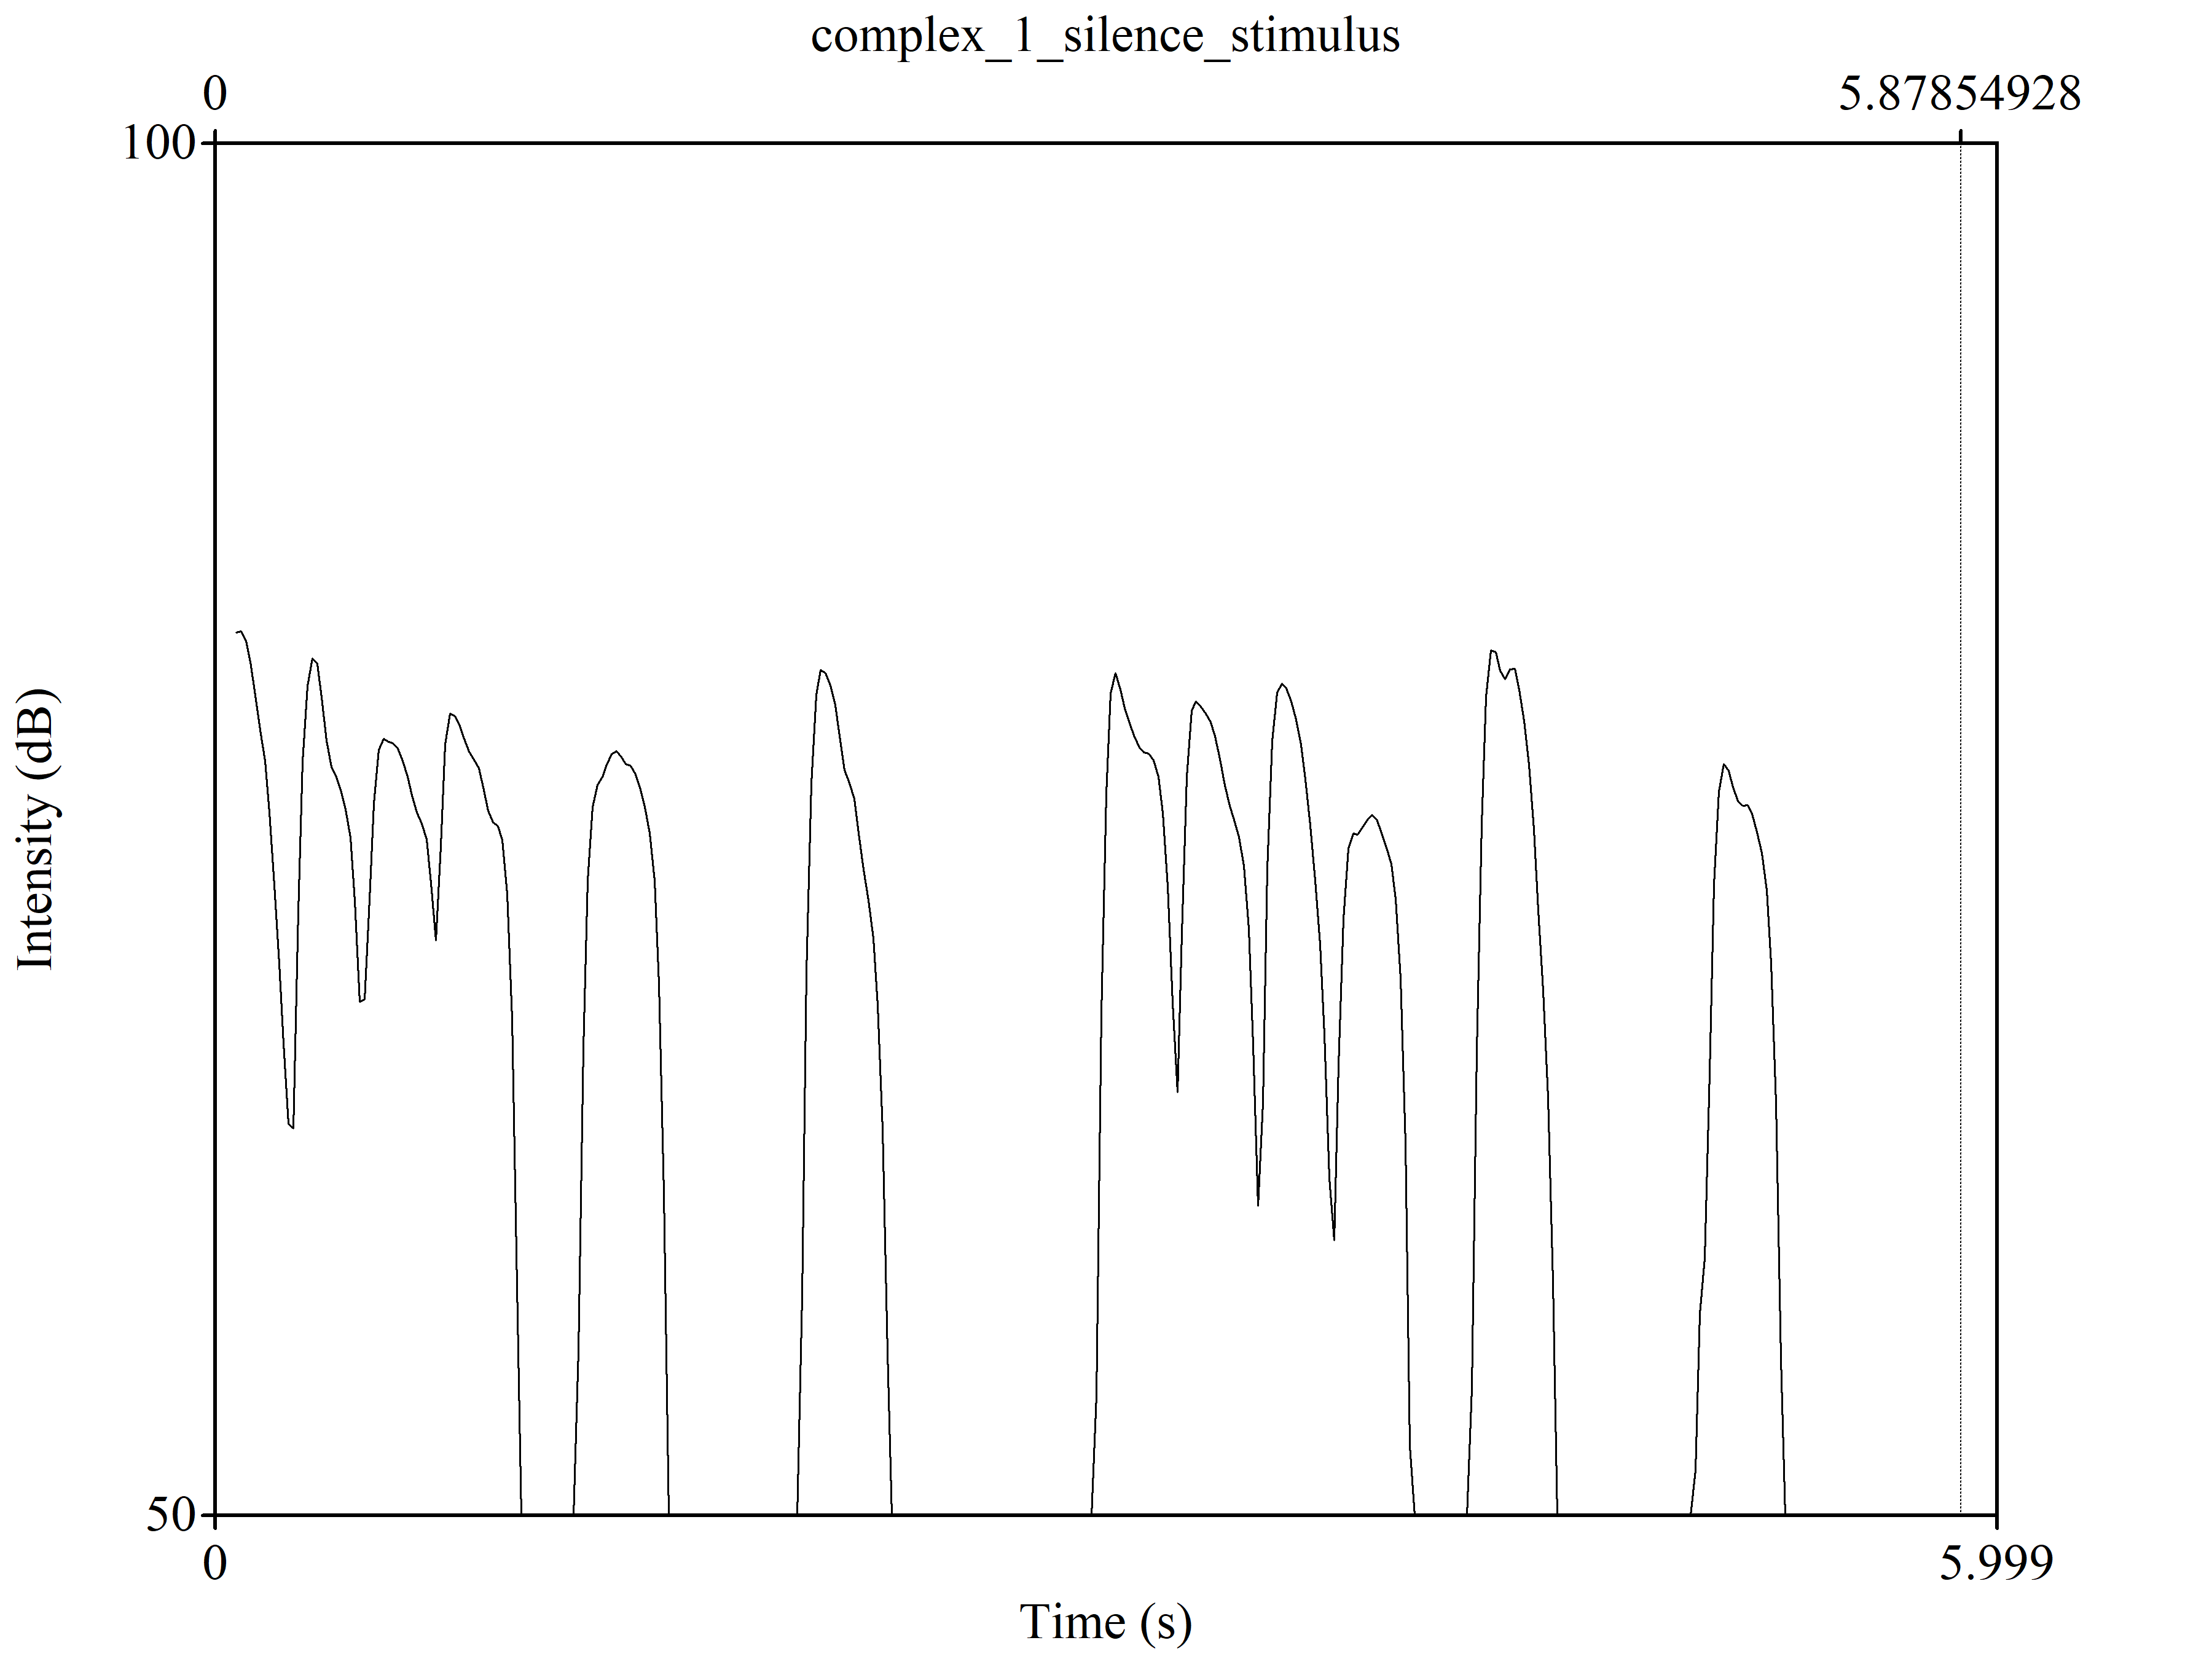 complex_1_silence_stimulus
0
5.87854928
100
Intensity (dB)
50
0
5.999
Time (s)